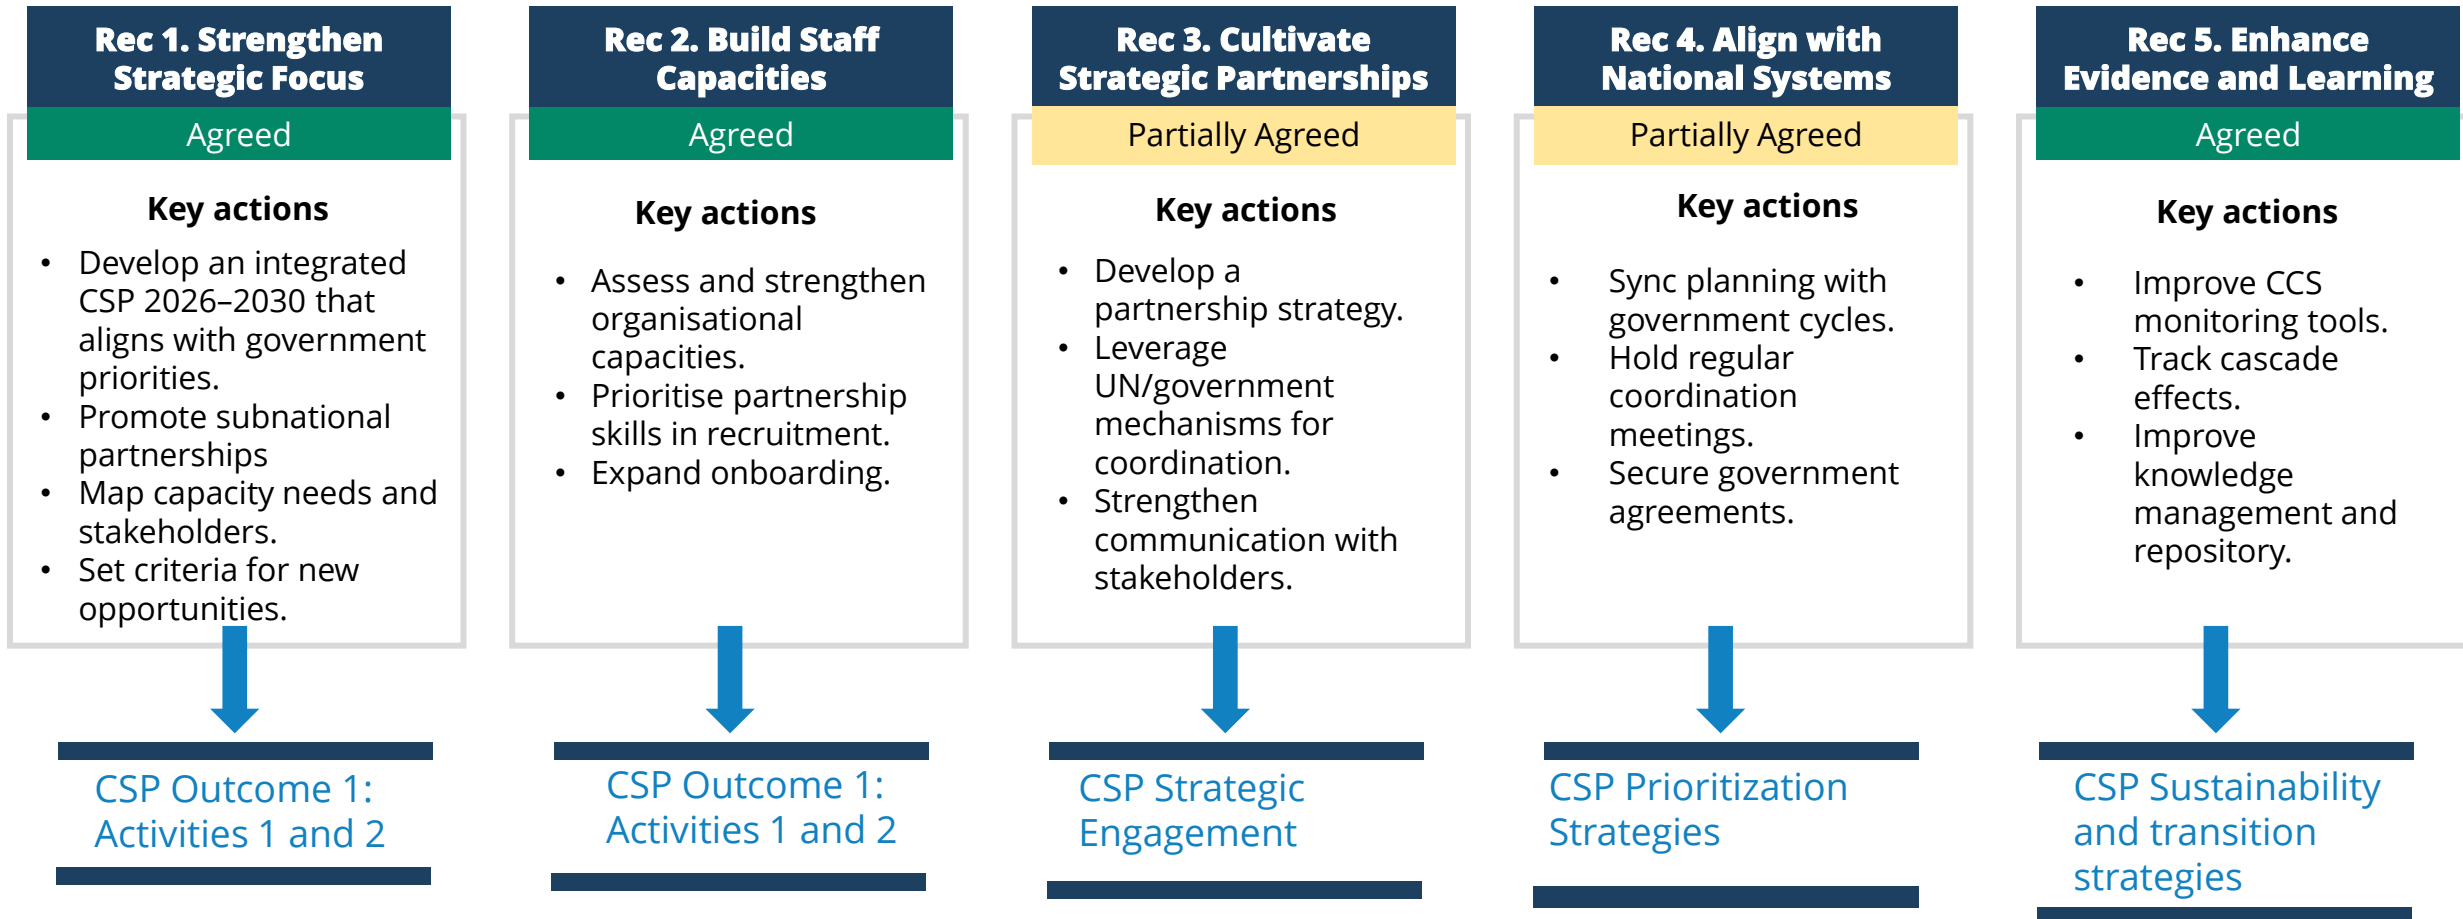 Rec 1. Strengthen
Strategic Focus
Agreed
Key actions
• Develop an integrated
CSP 2026–2030 that
aligns with government
priorities.
• Promote subnational
partnerships
• Map capacity needs and
stakeholders.
• Set criteria for new
opportunities.
CSP Outcome 1:
Activities 1 and 2
Rec 2. Build Staff
Capacities
Agreed
Key actions
• Assess and strengthen
organisational
capacities.
• Prioritise partnership
skills in recruitment.
• Expand onboarding.
CSP Outcome 1:
Activities 1 and 2
Rec 3. Cultivate
Strategic Partnerships
Partially Agreed
Key actions
• Develop a
partnership strategy.
• Leverage
UN/government
mechanisms for
coordination.
• Strengthen
communication with
stakeholders.
CSP Strategic
Engagement
Rec 4. Align with
National Systems
Partially Agreed
Key actions
• Sync planning with
government cycles.
• Hold regular
coordination
meetings.
• Secure government
agreements.
CSP Prioritization
Strategies
Rec 5. Enhance
Evidence and Learning
Agreed
Key actions
• Improve CCS
monitoring tools.
• Track cascade
effects.
• Improve
knowledge
management and
repository.
CSP Sustainability
and transition
strategies